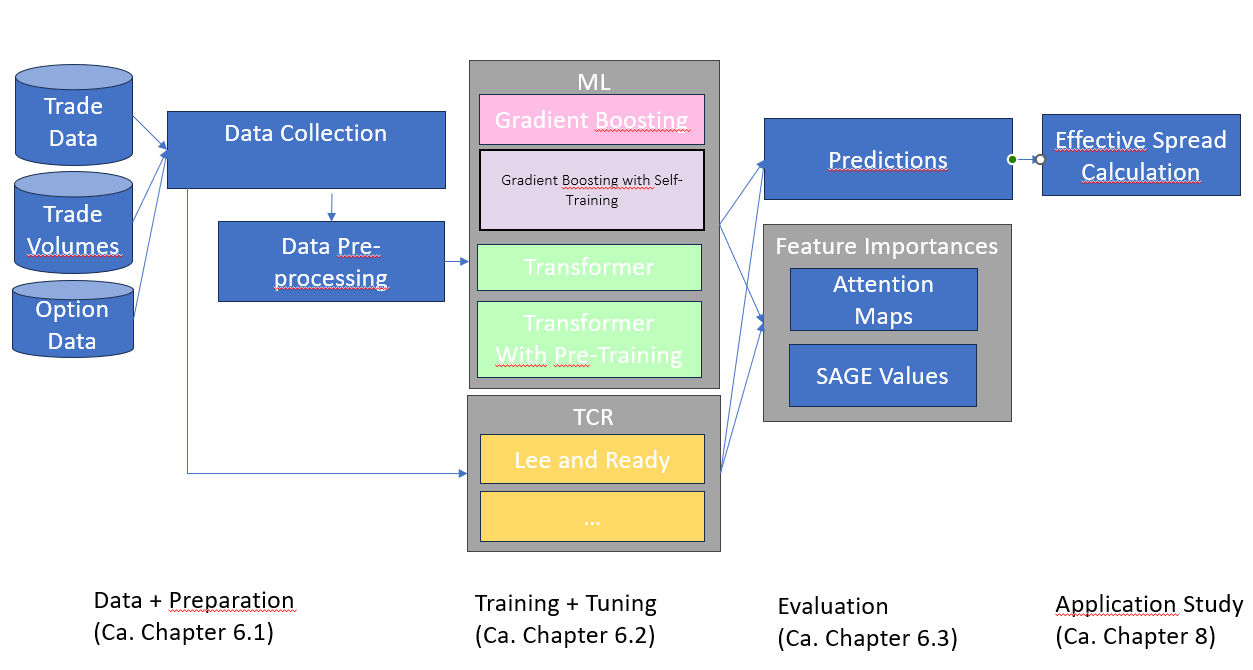 Trade
Data
Trade
Volumes
Option
Data
Data Collection
Data Pre-
processing
ML
Gradient Boosting
Gradient Boosting with Self-
Training
Transformer
Transformer
With Pre-Training
TCR
Lee and Ready
...
Predictions
Feature Importances
Attention
Maps
SAGE Values
Effective Spread
Calculation
Data + Preparation
(Ca. Chapter 6.1)
Training + Tuning
(Ca. Chapter 6.2)
Evaluation
(Ca. Chapter 6.3)
Application Study
(Ca. Chapter 8)